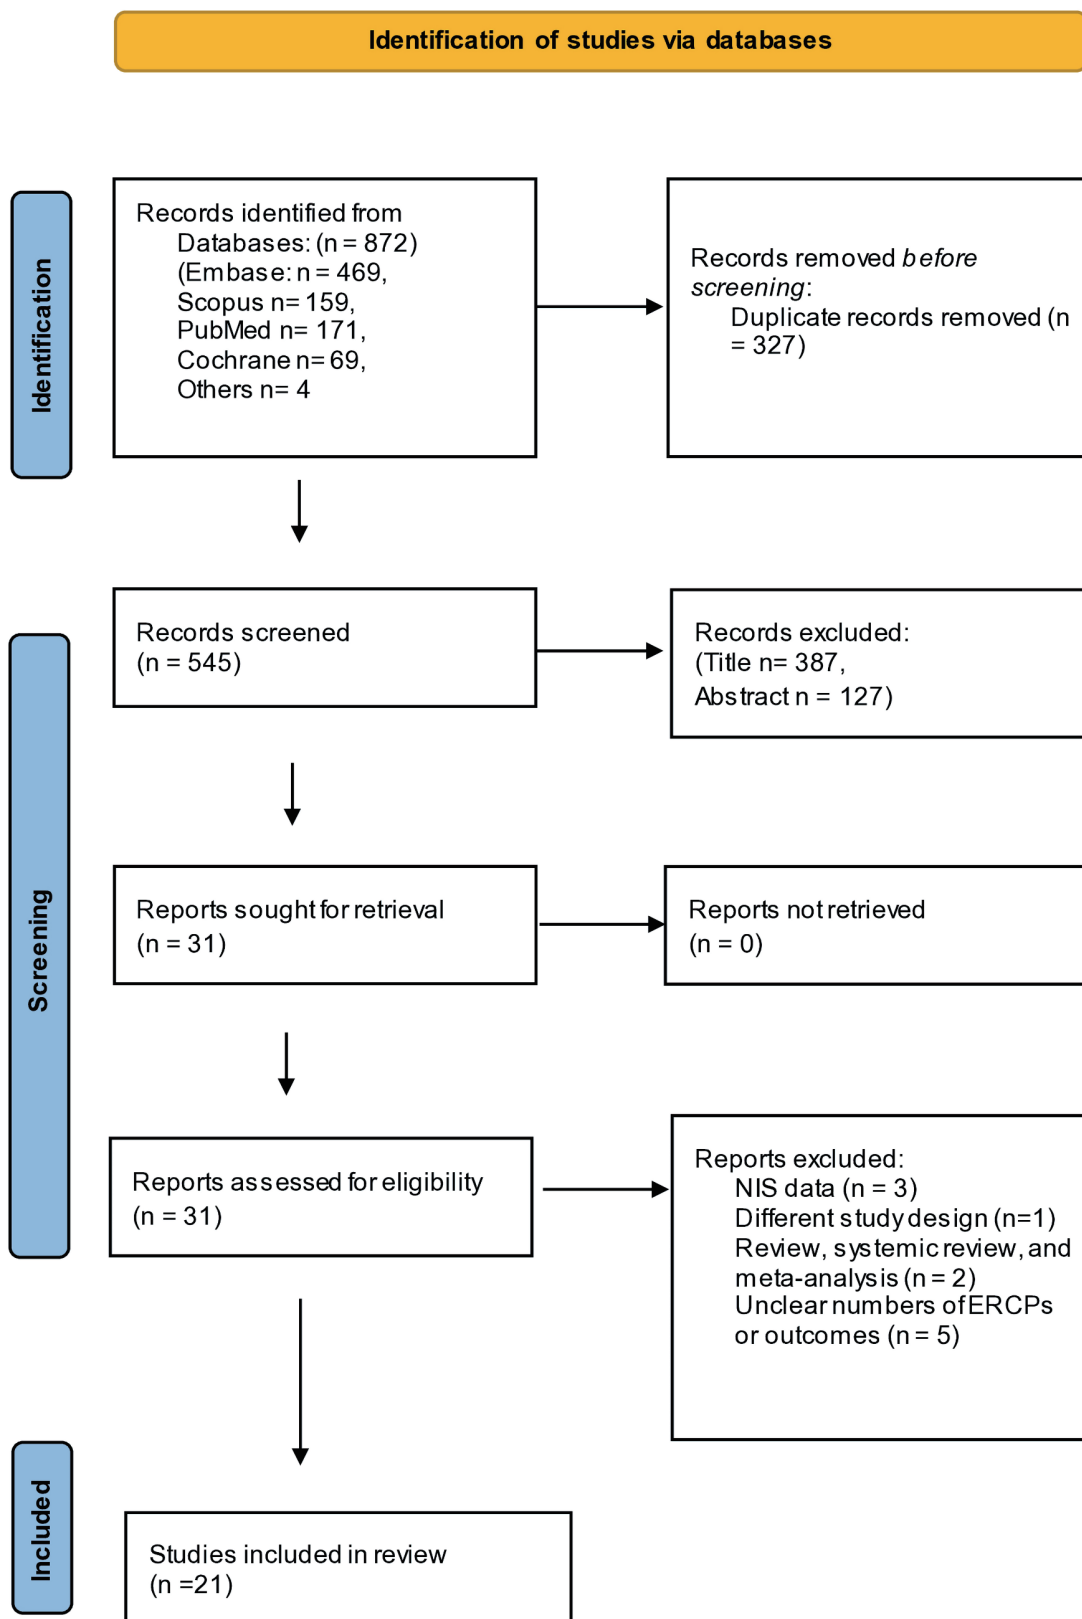 Identification of studies via databases
Identification
Records identified from
Databases: (n = 872)
(Embase: n = 469,
Scopus n= 159,
PubMed n= 171,
Cochrane n= 69,
Others n= 4
Records removed before
screening:
Duplicate records removed (n
= 327)
Screening
Records screened
(n = 545)
Records excluded:
(Title n= 387,
Abstract n = 127)
Reports sought for retrieval
(n = 31)
Reports not retrieved
(n = 0)
Reports assessed for eligibility
(n = 31)
Reports excluded:
NIS data (n = 3)
Different study design (n=1)
Review, systemic review, and
meta-analysis (n = 2)
Unclear numbers of ERCPs
or outcomes (n = 5)
Included
Studies included in review
(n =21)